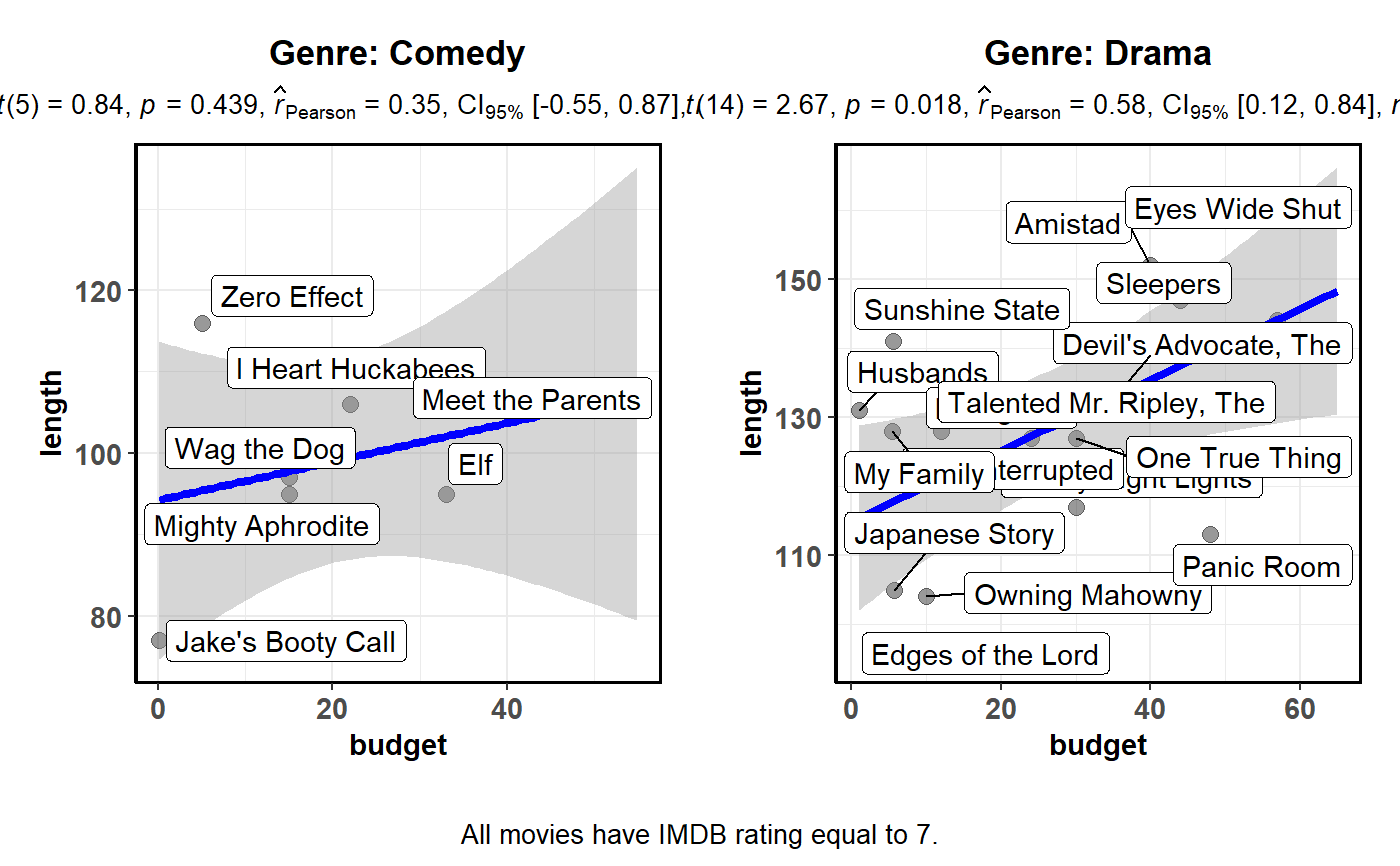 Genre: Comedy
t(5) = 0.84, p = 0.439, r̂Pearson = 0.35, CI95% [-0.55, 0.87],
120
100
80
length
Zero Effect
I Heart Huckabees
Meet the Parents
Wag the Dog
Elf
Mighty Aphrodite
Jake's Booty Call
0 20 40
budget
Genre: Drama
t(14) = 2.67, p = 0.018, r̂Pearson = 0.58, CI95% [0.12, 0.84],
150
130
110
length
Eyes Wide Shut
Amistad
Sleepers
Sunshine State
Devil's Advocate, The
Husbands
Talented Mr. Ripley, The
One True Thing
My Family
Japanese Story
Panic Room
Owning Mahowny
Edges of the Lord
0 20 40 60
budget
All movies have IMDB rating equal to 7.